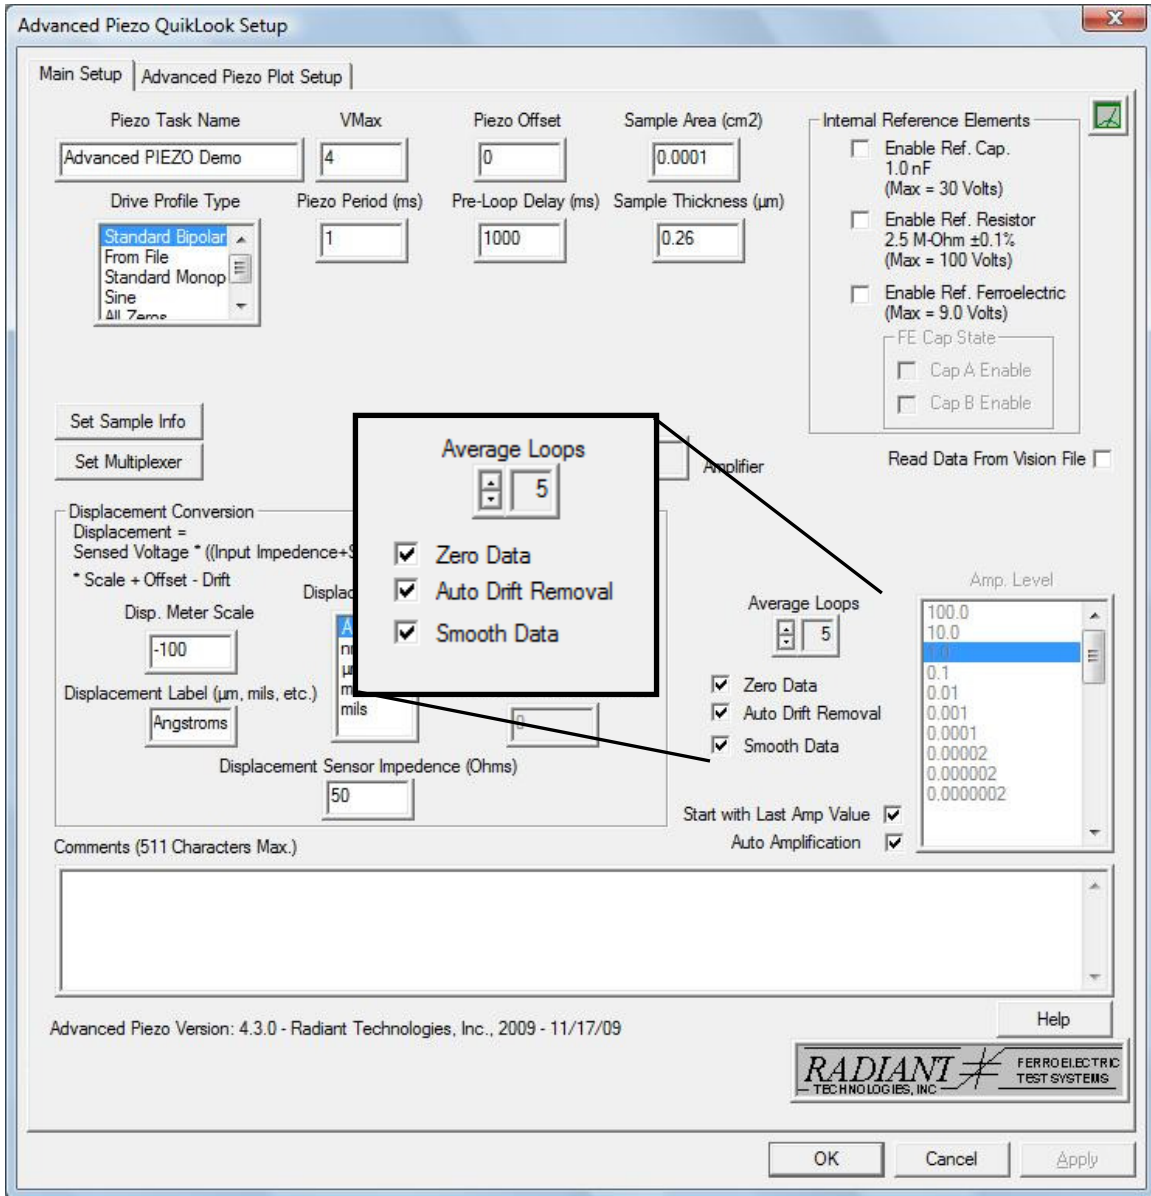 Advanced Piezo QuikLook Setup
Main Setup
Advanced Piezo Plot Setup
Piezo Task Name
VMax
Piezo Offset
Sample Area (cm2)
Advanced PIEZO Demo
4
0
0.0001
Drive Profile Type
Piezo Period (ms)
Pre-Loop Delay (ms)
Sample Thickness (µm)
Standard Bipolar
From File
Standard Monop
Sine
All Zeros
1
1000
0.26
Internal Reference Elements
Enable Ref. Cap.
1.0 nF
(Max = 30 Volts)
Enable Ref. Resistor
2.5 M-Ohm ±0.1%
(Max = 100 Volts)
Enable Ref. Ferroelectric
(Max = 9.0 Volts)
FE Cap State
Cap A Enable
Cap B Enable
Set Sample Info
Set Multiplexer
Amplifier
Read Data From Vision File
Average Loops
5
Zero Data
Auto Drift Removal
Smooth Data
Displacement Conversion
Displacement =
Sensed Voltage * ((Input Impedence+S
* Scale + Offset - Drift
Disp. Meter Scale
-100
Displacement Label (µm, mils, etc.)
Angstroms
mils
0
Displacement Sensor Impedence (Ohms)
50
Average Loops
5
Zero Data
Auto Drift Removal
Smooth Data
Start with Last Amp Value
Auto Amplification
Amp. Level
100.0
10.0
1.0
0.1
0.01
0.001
0.0001
0.00002
0.000002
0.0000002
Comments (511 Characters Max.)
Advanced Piezo Version: 4.3.0 - Radiant Technologies, Inc., 2009 - 11/17/09
Help
RADIANT
TECHNOLOGIES, INC
FERROELECTRIC
TEST SYSTEMS
OK
Cancel
Apply